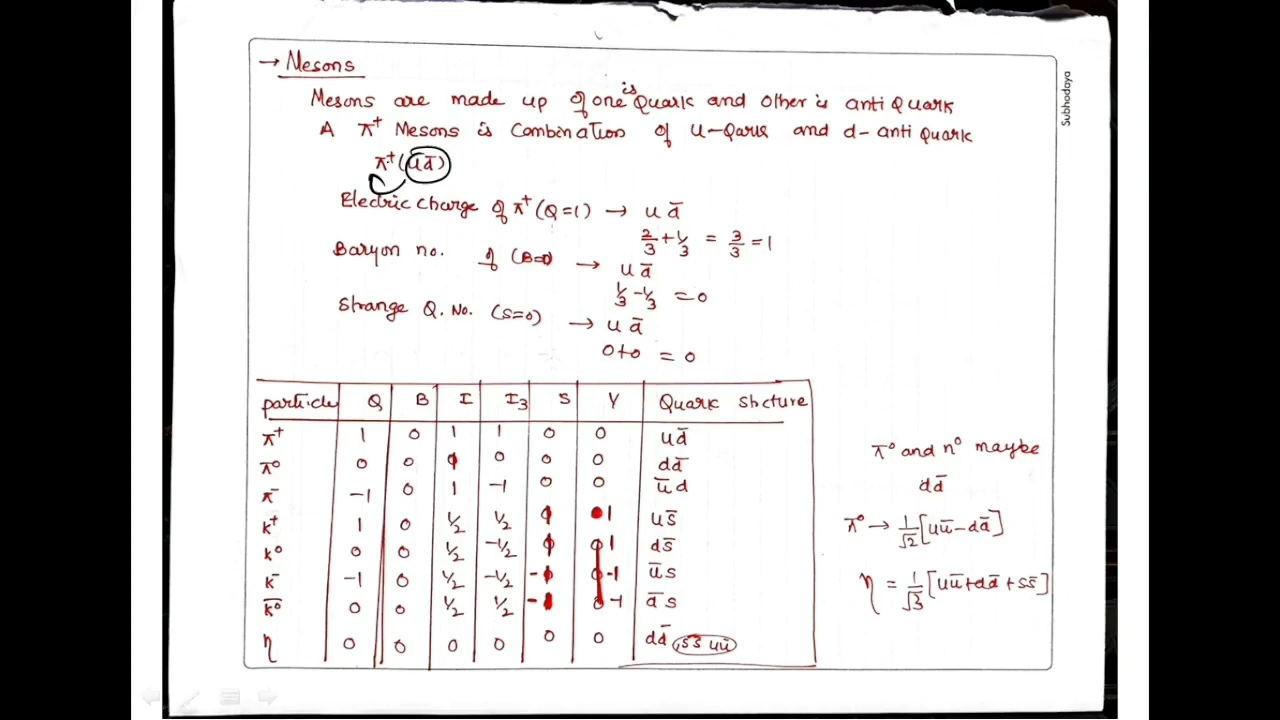 → Mesons
Mesons are made up of one is Quark and other is anti Quark
A π⁺ Mesons is Combination of u-Qarus and d-anti Quark
π⁺(ud̄)
Electric charge of π⁺(Q=1) → u d̄
2/3 + 1/3 = 3/3 = 1
Baryon no. of (B=0) → u d̄
1/3 - 1/3 = 0
Strange Q. No. (S=0) → u d̄
0+0 = 0
particle Q B I I₃ S Y Quark stcture
π⁺ 1 0 1 1 0 0 ud̄
π⁰ 0 0 1 0 0 0 dd̄
π⁻ -1 0 1 -1 0 0 ūd
k⁺ 1 0 1/2 1/2 1 1 us̄
k⁰ 0 0 1/2 -1/2 1 1 ds̄
k⁻ -1 0 1/2 -1/2 -1 -1 ūs
k̄⁰ 0 0 1/2 1/2 -1 -1 d̄s
η 0 0 0 0 0 0 dd̄, ss̄ uū
π⁰ and n⁰ maybe
dd̄
π⁰ → 1/√2 [uū-dd̄]
η = 1/√3 [uū+dd̄+ss̄]
Subhodaya